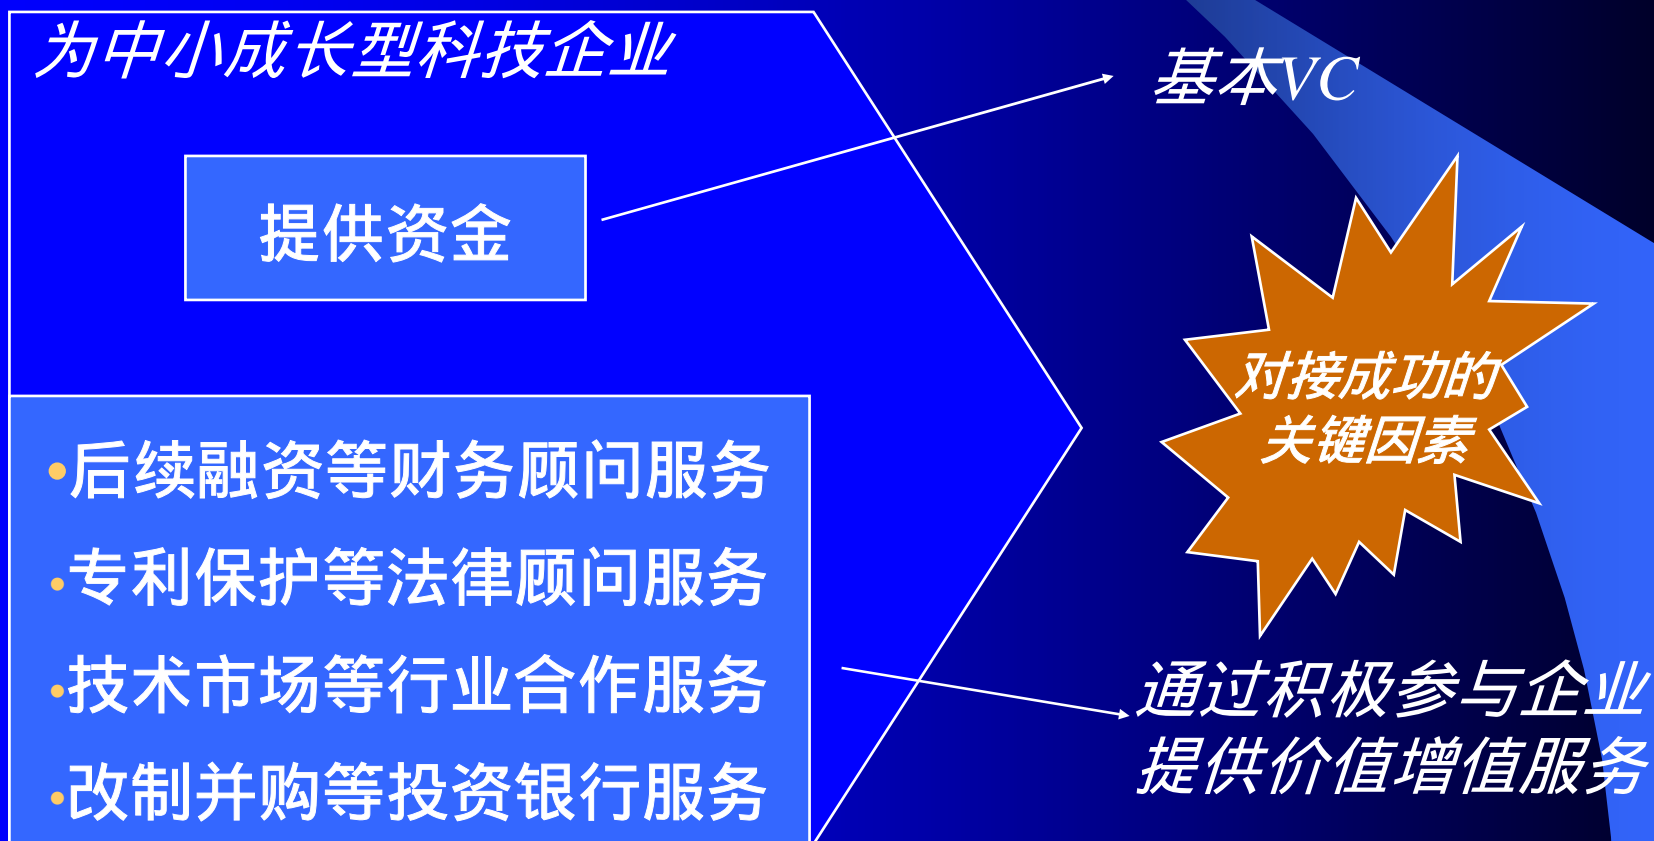 为中小成长型科技企业
基本VC
提供资金
对接成功的
关键因素
•后续融资等财务顾问服务
•专利保护等法律顾问服务
•技术市场等行业合作服务
•改制并购等投资银行服务
通过积极参与企业
提供价值增值服务